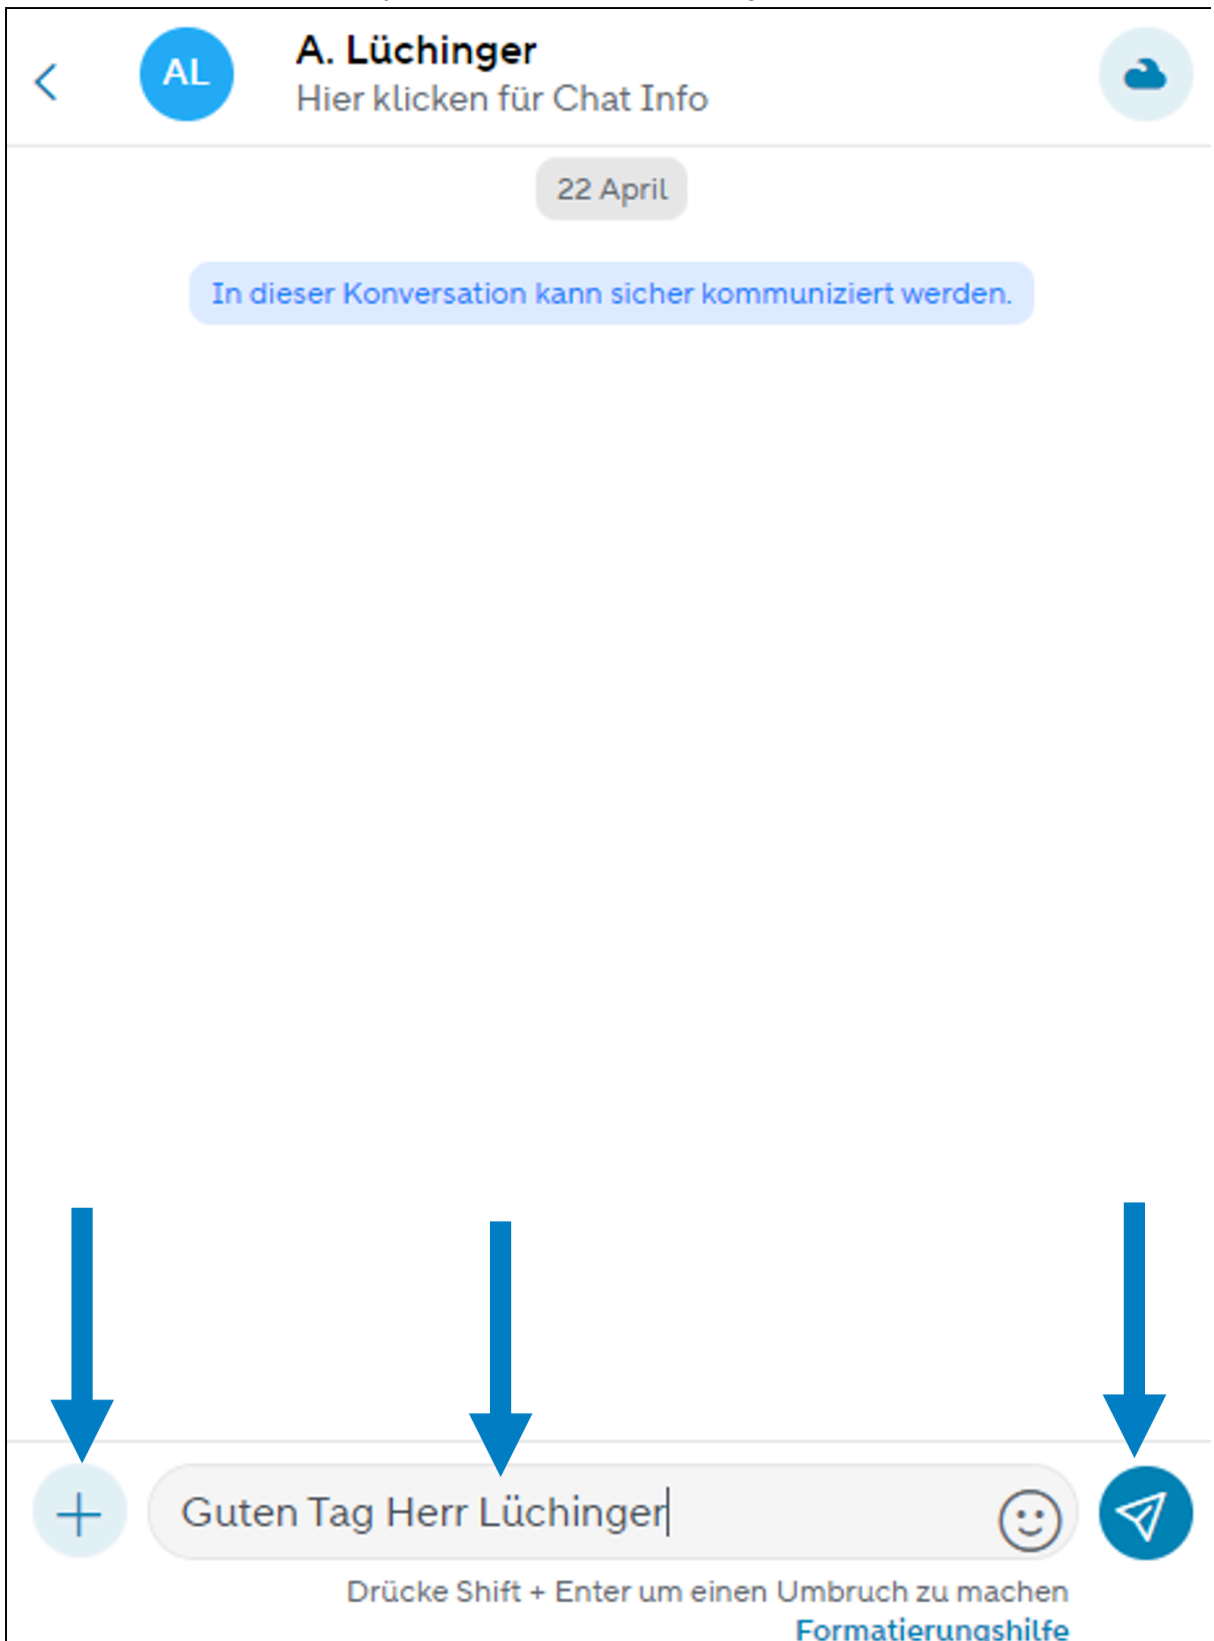 AL
A. Lüchinger
Hier klicken für Chat Info
22 April
In dieser Konversation kann sicher kommuniziert werden.
Guten Tag Herr Lüchinger
Drücke Shift + Enter um einen Umbruch zu machen
Formatierungshilfe